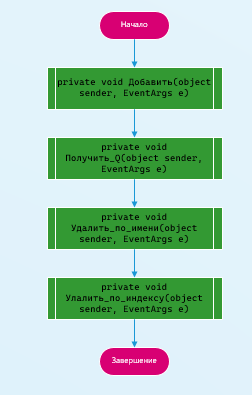 Начало
private void Добавить(object
sender, EventArgs e)
private void
Получить_Q(object sender,
EventArgs e)
private void
Удалить_по_имени(object
sender, EventArgs e)
private void
Улалить_по_индексу(object
sender, EventArgs e)
Завершение